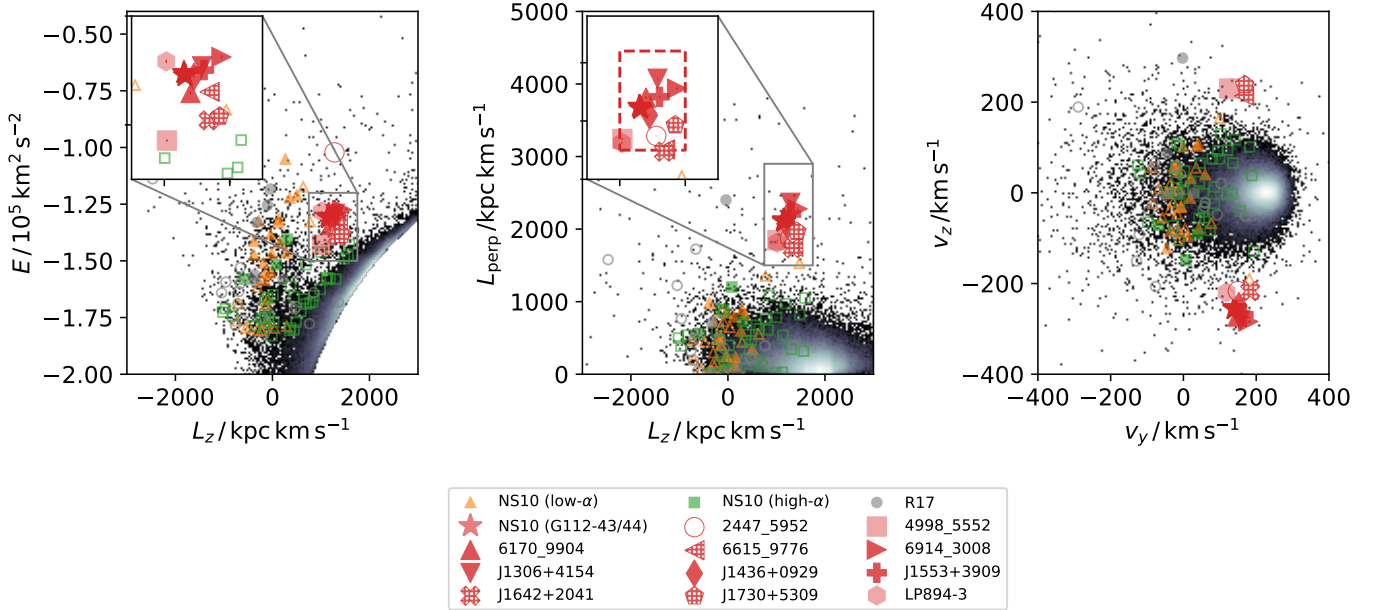 −0.50
−0.75
−1.00
−1.25
−1.50
−1.75
−2.00
E / 10⁵ km² s⁻²
−2000 0 2000
L_z / kpc km s⁻¹
5000
4000
3000
2000
1000
0
L_perp / kpc km s⁻¹
−2000 0 2000
L_z / kpc km s⁻¹
400
200
0
−200
−400
v_z /km s⁻¹
−400 −200 0 200 400
v_y / km s⁻¹
NS10 (low-α) NS10 (high-α) R17
NS10 (G112-43/44) 2447_5952 4998_5552
6170_9904 6615_9776 6914_3008
J1306+4154 J1436+0929 J1553+3909
J1642+2041 J1730+5309 LP894-3